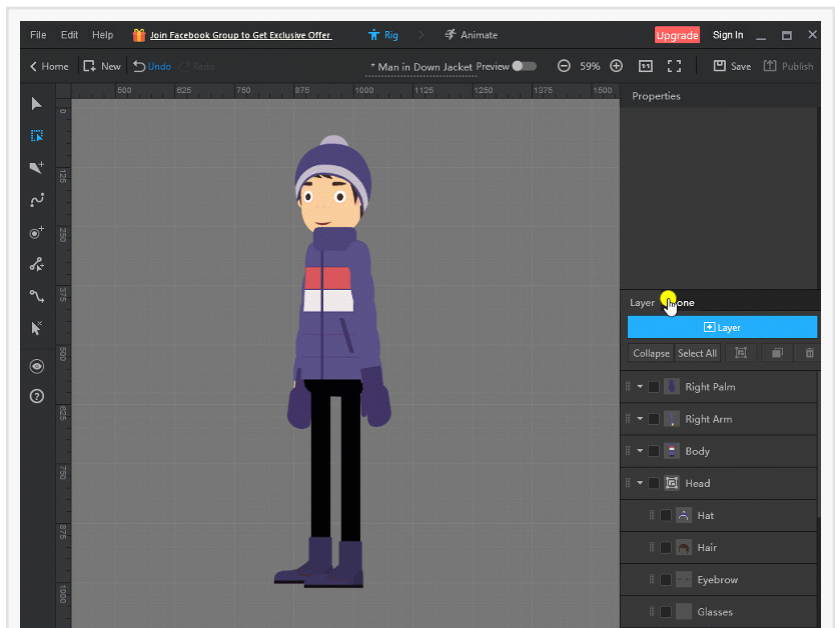 File Edit Help Join Facebook Group to Get Exclusive Offer Rig > Animate Upgrade Sign In
Home New Undo Redo * Man in Down Jacket Preview 59% 1:1 Save Publish
500 625 750 875 1000 1125 1250 1375 1500
Properties
0
125
250
375
500
625
750
875
1000
Layer one
Layer
Collapse Select All
Right Palm
Right Arm
Body
Head
Hat
Hair
Eyebrow
Glasses